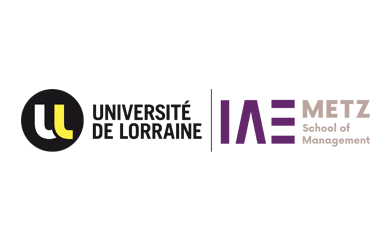 UNIVERSITÉ
DE LORRAINE
IAE
METZ
School of
Management